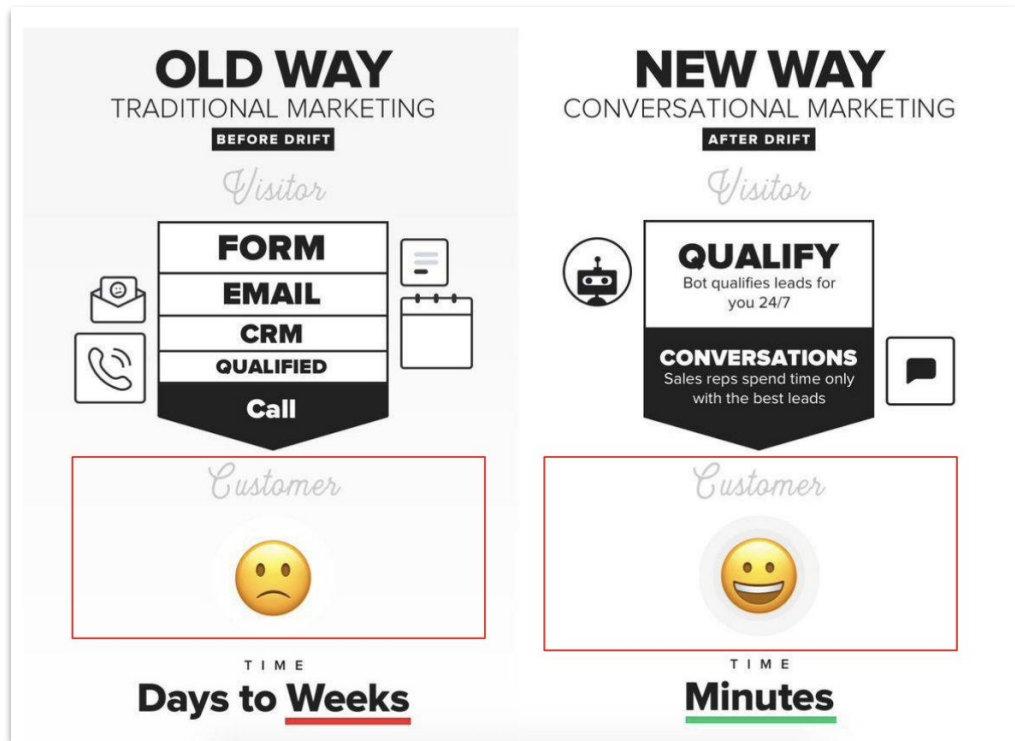 OLD WAY
TRADITIONAL MARKETING
BEFORE DRIFT
Visitor
FORM
EMAIL
CRM
QUALIFIED
Call
Customer
TIME
Days to Weeks
NEW WAY
CONVERSATIONAL MARKETING
AFTER DRIFT
Visitor
QUALIFY
Bot qualifies leads for
you 24/7
CONVERSATIONS
Sales reps spend time only
with the best leads
Customer
TIME
Minutes